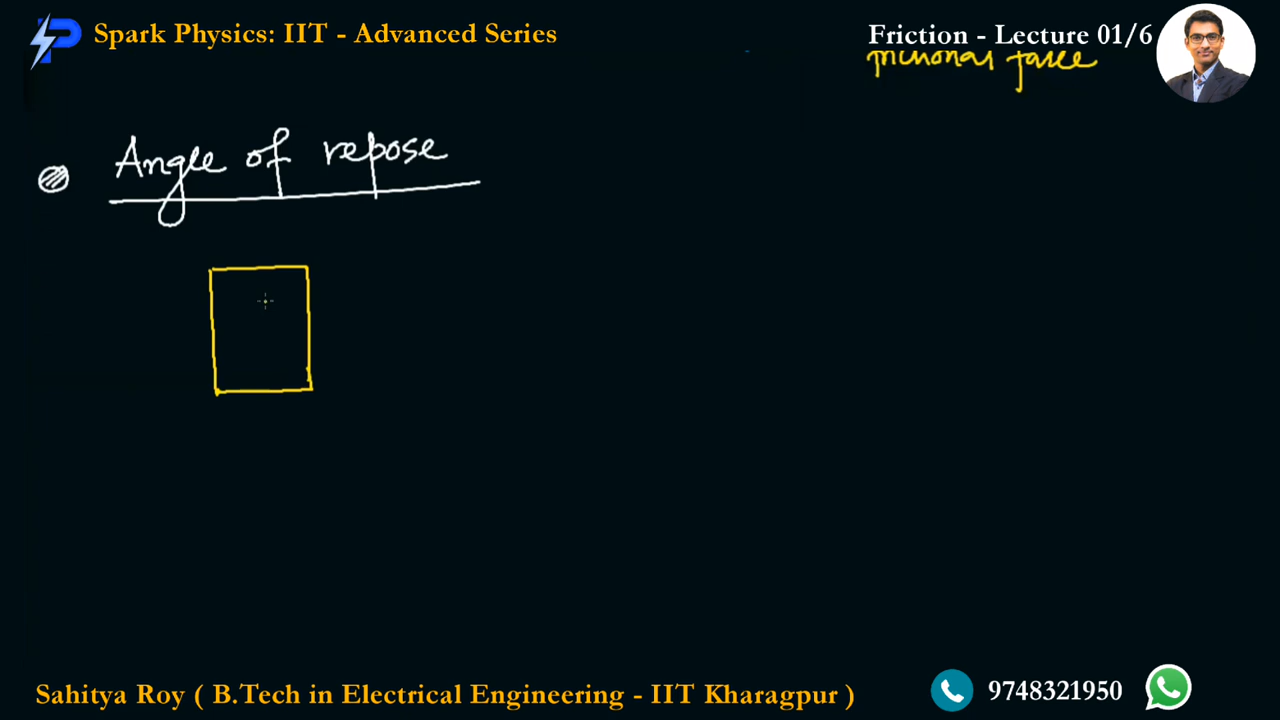 Spark Physics: IIT - Advanced Series
Friction - Lecture 01/6
Angle of repose
Sahitya Roy ( B.Tech in Electrical Engineering - IIT Kharagpur )
9748321950